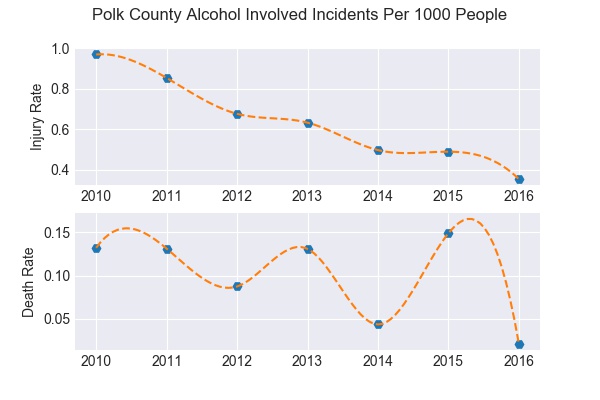 Polk County Alcohol Involved Incidents Per 1000 People
1.0
0.8
0.6
0.4
Injury Rate
2010 2011 2012 2013 2014 2015 2016
0.15
0.10
0.05
Death Rate
2010 2011 2012 2013 2014 2015 2016